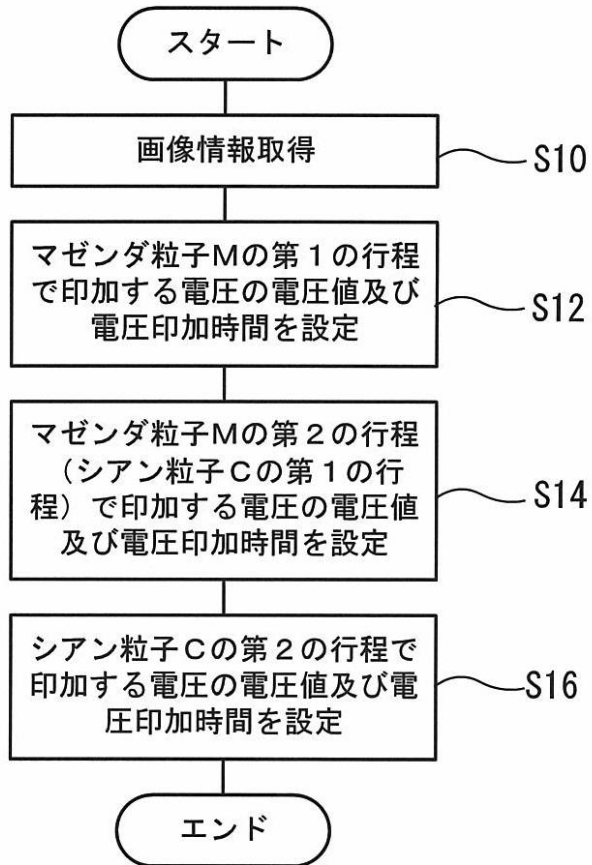 スタート
画像情報取得
S10
マゼンダ粒子Mの第1の行程
で印加する電圧の電圧値及び
電圧印加時間を設定
S12
マゼンダ粒子Mの第2の行程
(シアン粒子Cの第1の行
程)で印加する電圧の電圧値
及び電圧印加時間を設定
S14
シアン粒子Cの第2の行程で
印加する電圧の電圧値及び電
圧印加時間を設定
S16
エンド